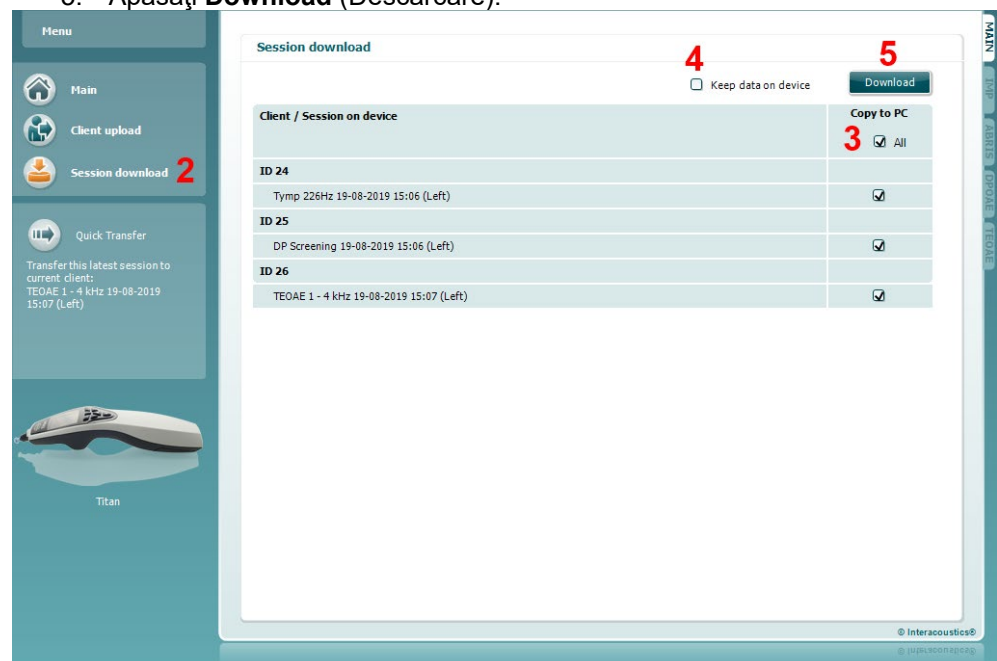 Apăsați Download (Descărcare).
Menu
Main
Client upload
Session download 2
Quick Transfer
Transfer this latest session to
current client:
TEOAE 1 - 4 kHz 19-08-2019
15:07 (Left)
Titan
Session download
4
5
Keep data on device
Download
Client / Session on device
Copy to PC
3 All
ID 24
Tymp 226Hz 19-08-2019 15:06 (Left)
ID 25
DP Screening 19-08-2019 15:06 (Left)
ID 26
TEOAE 1 - 4 kHz 19-08-2019 15:07 (Left)
© Interacoustics®
MAIN
IMP
ABRIS
DPOAE
TEOAE